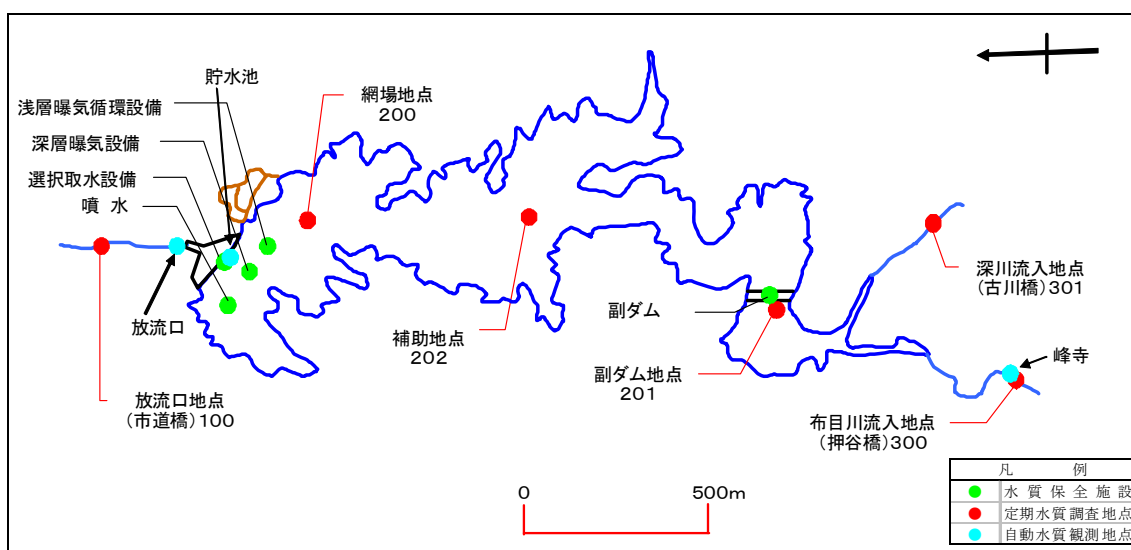 貯水池
浅層曝気循環設備
網場地点
200
深層曝気設備
選択取水設備
噴 水
放流口
放流口地点
(市道橋)100
補助地点
202
副ダム
副ダム地点
201
深川流入地点
(古川橋)301
峰寺
布目川流入地点
(押谷橋)300
0 500m
凡 例
水質保全施設
定期水質調査地点
自動水質観測地点